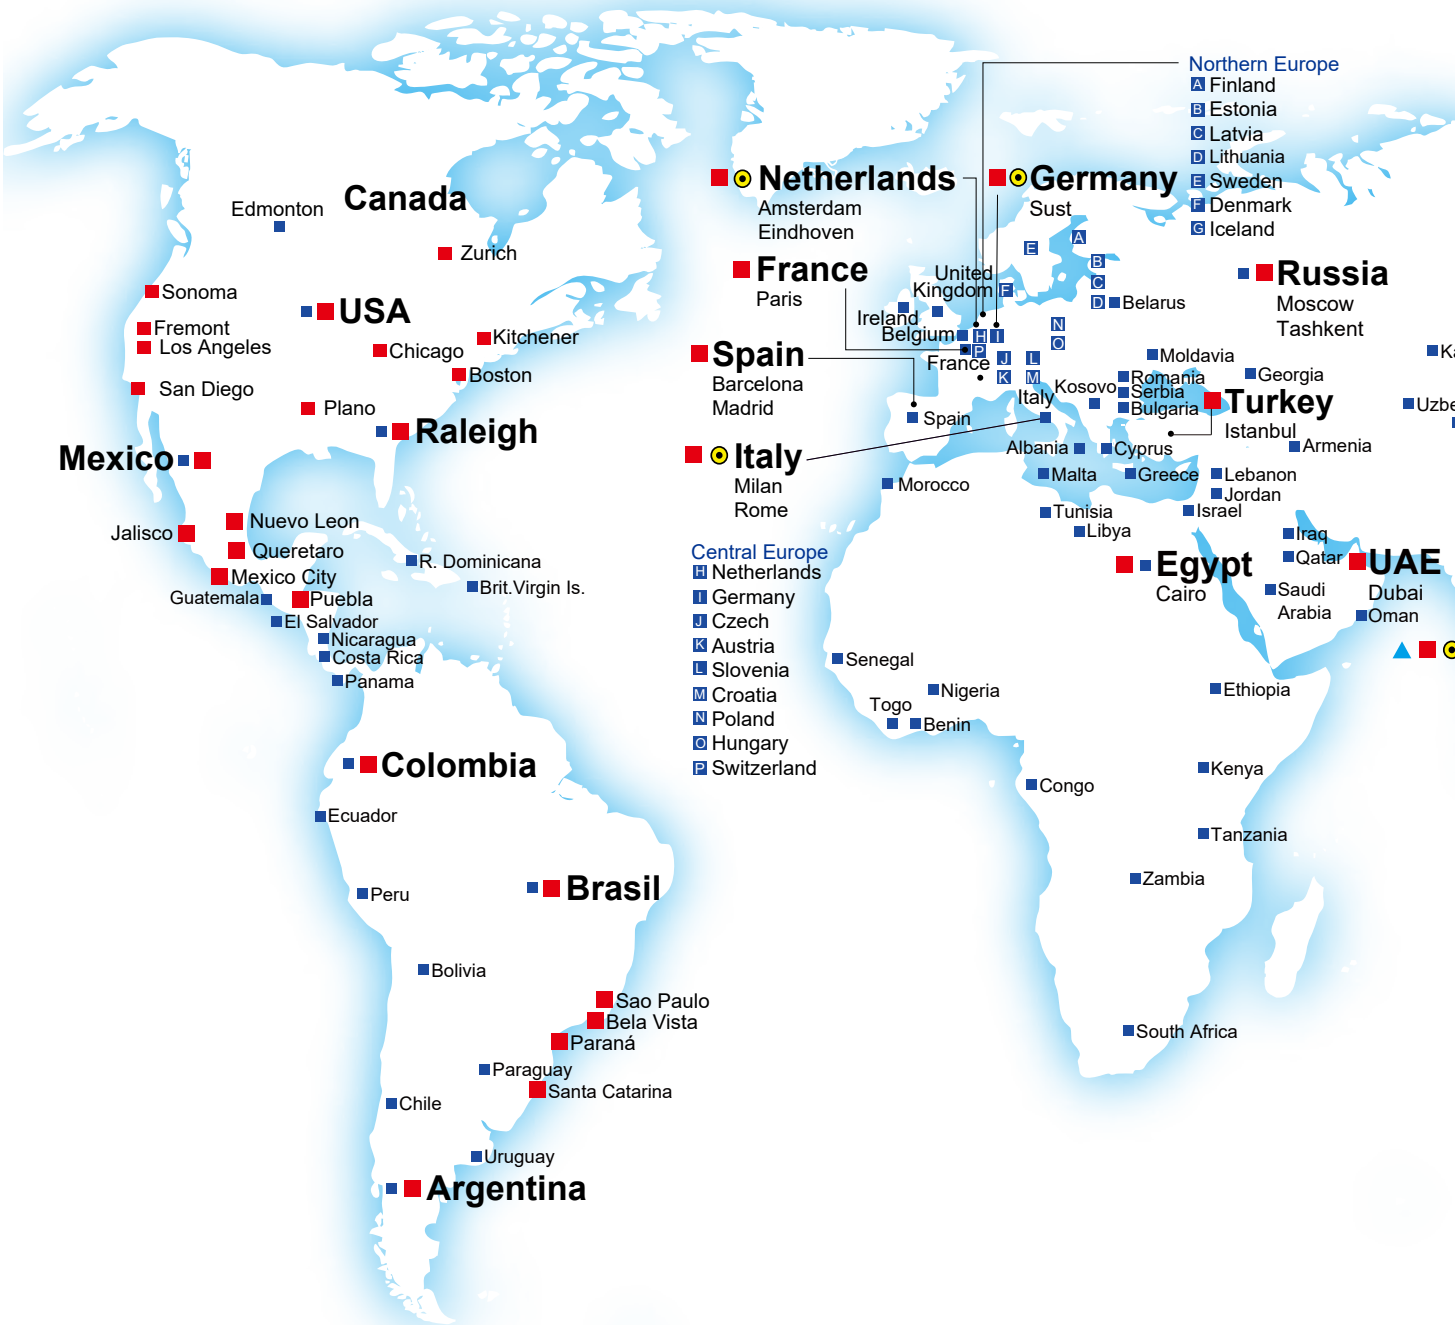 Northern Europe
A Finland
B Estonia
C Latvia
D Lithuania
E Sweden
F Denmark
G Iceland
Netherlands
Amsterdam
Eindhoven
Germany
Sust
Canada
Edmonton
Zurich
France
Paris
Russia
Moscow
Tashkent
E
A
B
C
D
F
United
Kingdom
Ireland
Belgium
France
Belarus
H
I
P
J
K
L
M
N
O
Sonoma
USA
Fremont
Los Angeles
Kitchener
Chicago
Boston
San Diego
Plano
Raleigh
Mexico
Spain
Barcelona
Madrid
Spain
Italy
Kosovo
Moldavia
Romania
Serbia
Bulgaria
Georgia
Turkey
Istanbul
Armenia
Italy
Milan
Rome
Albania
Cyprus
Malta
Greece
Lebanon
Jordan
Israel
Morocco
Tunisia
Libya
Iraq
Qatar
UAE
Dubai
Saudi
Arabia
Oman
Egypt
Cairo
Jalisco
Nuevo Leon
Queretaro
Mexico City
Guatemala
Puebla
El Salvador
Nicaragua
Costa Rica
Panama
R. Dominicana
Brit.Virgin Is.
Central Europe
H Netherlands
I Germany
J Czech
K Austria
L Slovenia
M Croatia
N Poland
O Hungary
P Switzerland
Senegal
Nigeria
Togo
Benin
Ethiopia
Kenya
Congo
Tanzania
Zambia
South Africa
Colombia
Ecuador
Peru
Brasil
Bolivia
Sao Paulo
Bela Vista
Paraná
Paraguay
Santa Catarina
Chile
Uruguay
Argentina